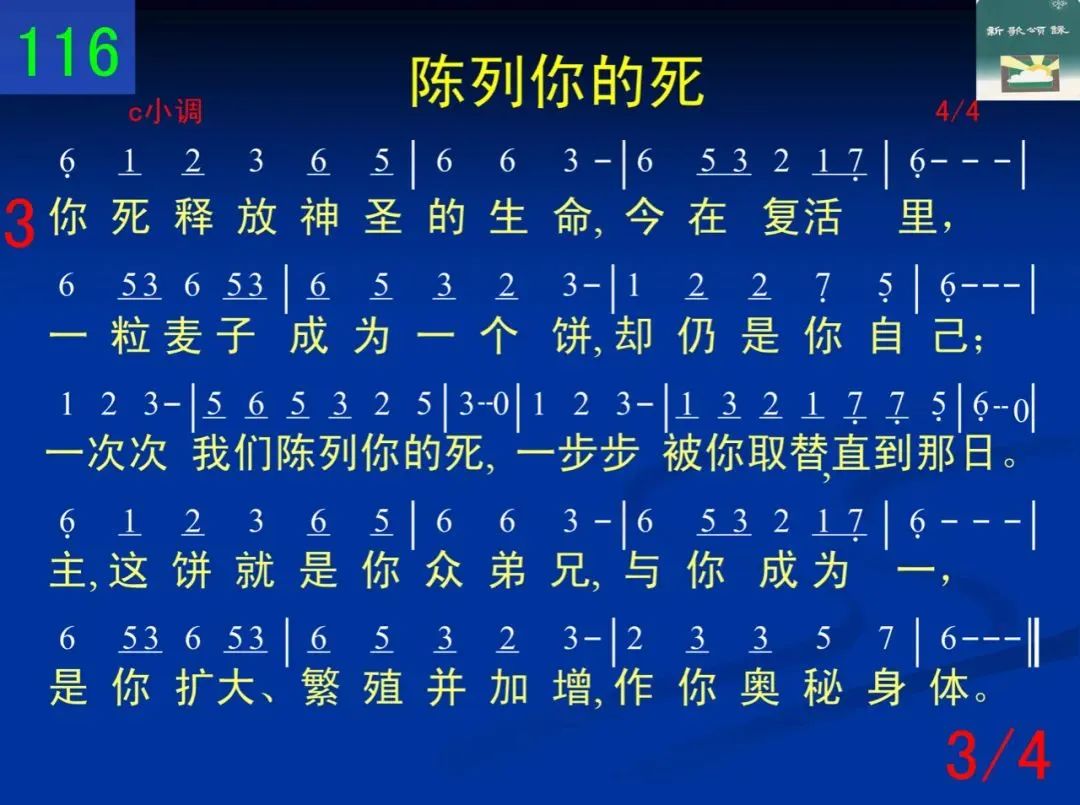 116
陈列你的死
新歌颂咏
c小调
4/4
6̣ 1 2 3 6 5 | 6 6 3 - | 6 5 3 2 1 7̣ | 6̣ - - - |
3 你死释放神圣的生命, 今在复活里，
6 5 3 6 5 3 | 6 5 3 2 3 - | 1 2 2 7̣ 5̣ | 6̣ - - - |
一粒麦子成为一个饼, 却仍是你自己；
1 2 3 - | 5 6 5 3 2 5 | 3 - - 0 | 1 2 3 - | 1 3 2 1 7̣ 7̣ 5̣ | 6̣ - - 0 |
一次次 我们陈列你的死, 一步步 被你取替,直到那日。
6̣ 1 2 3 6 5 | 6 6 3 - | 6 5 3 2 1 7̣ | 6̣ - - - |
主, 这饼就是你众弟兄, 与你成为一，
6 5 3 6 5 3 | 6 5 3 2 3 - | 2 3 3 5 7 | 6 - - - ‖
是你扩大、繁殖并加增, 作你奥秘身体。
3/4